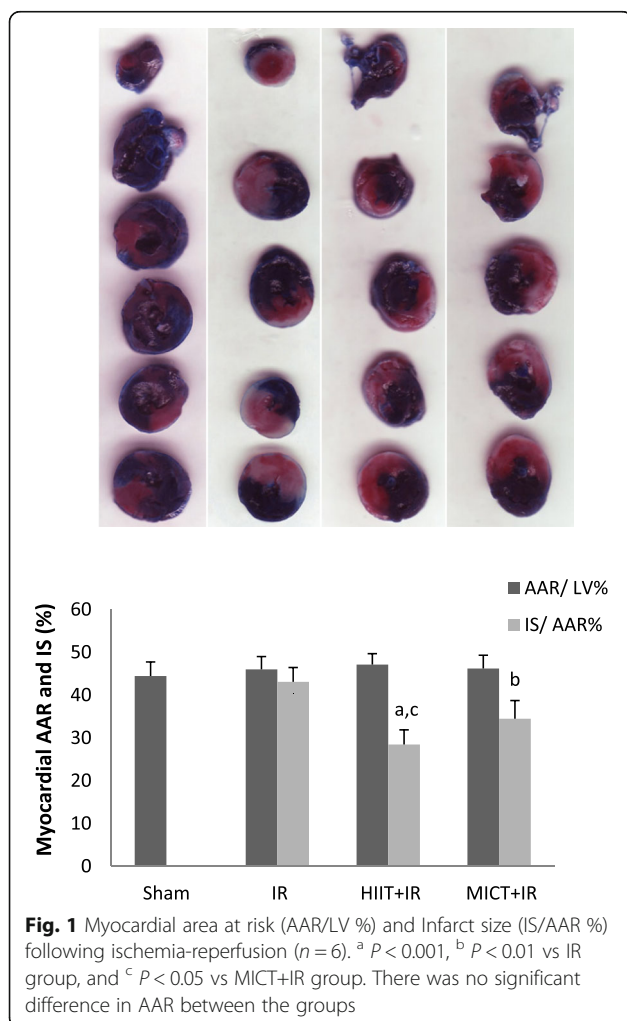 AAR/ LV%
IS/ AAR%
Myocardial AAR and IS (%)
60
50
40
30
20
10
0
a,c
b
Sham IR HIIT+IR MICT+IR
Fig. 1 Myocardial area at risk (AAR/LV %) and Infarct size (IS/AAR %)
following ischemia-reperfusion (n = 6). a P < 0.001, b P < 0.01 vs IR
group, and c P < 0.05 vs MICT+IR group. There was no significant
difference in AAR between the groups